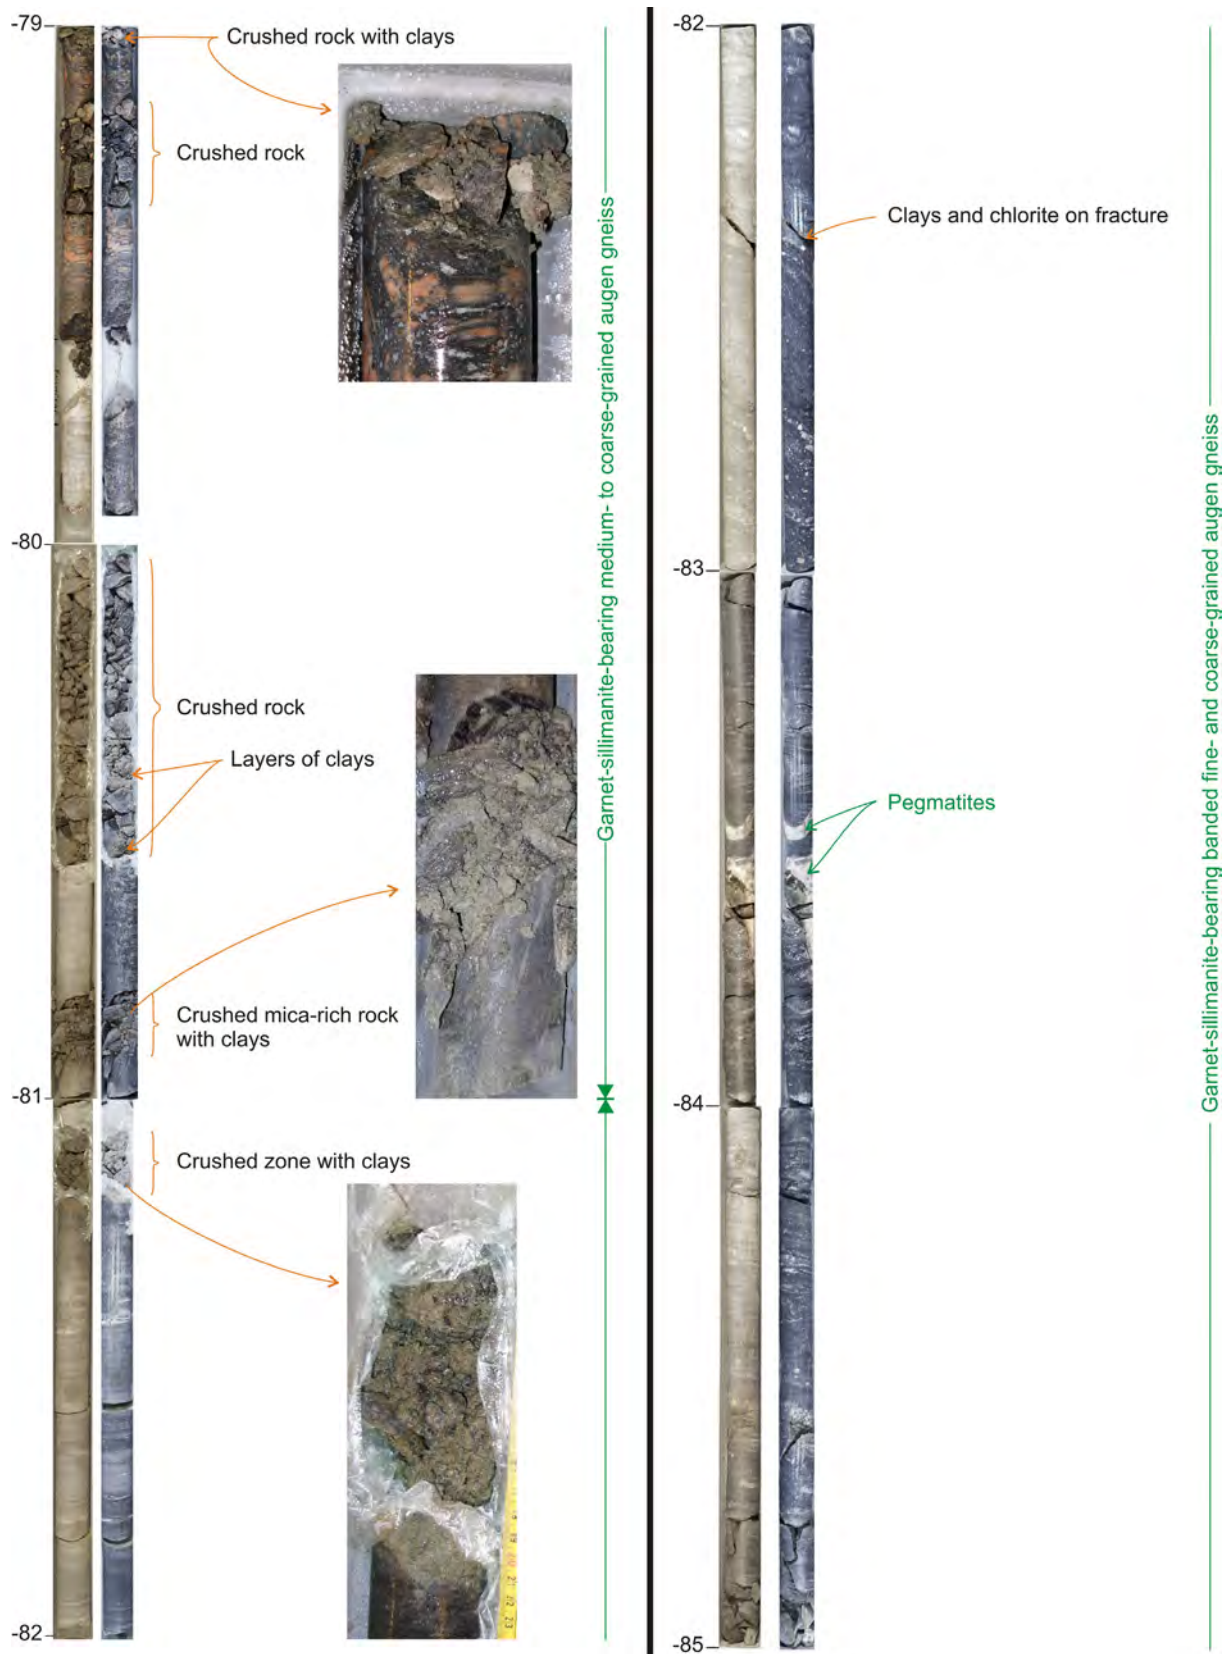 -79
Crushed rock with clays
Crushed rock
Garnet-sillimanite-bearing medium- to coarse-grained augen gneiss
-80
Crushed rock
Layers of clays
Crushed mica-rich rock
with clays
-81
Crushed zone with clays
-82
-82
Clays and chlorite on fracture
Garnet-sillimanite-bearing banded fine- and coarse-grained augen gneiss
-83
Pegmatites
-84
-85